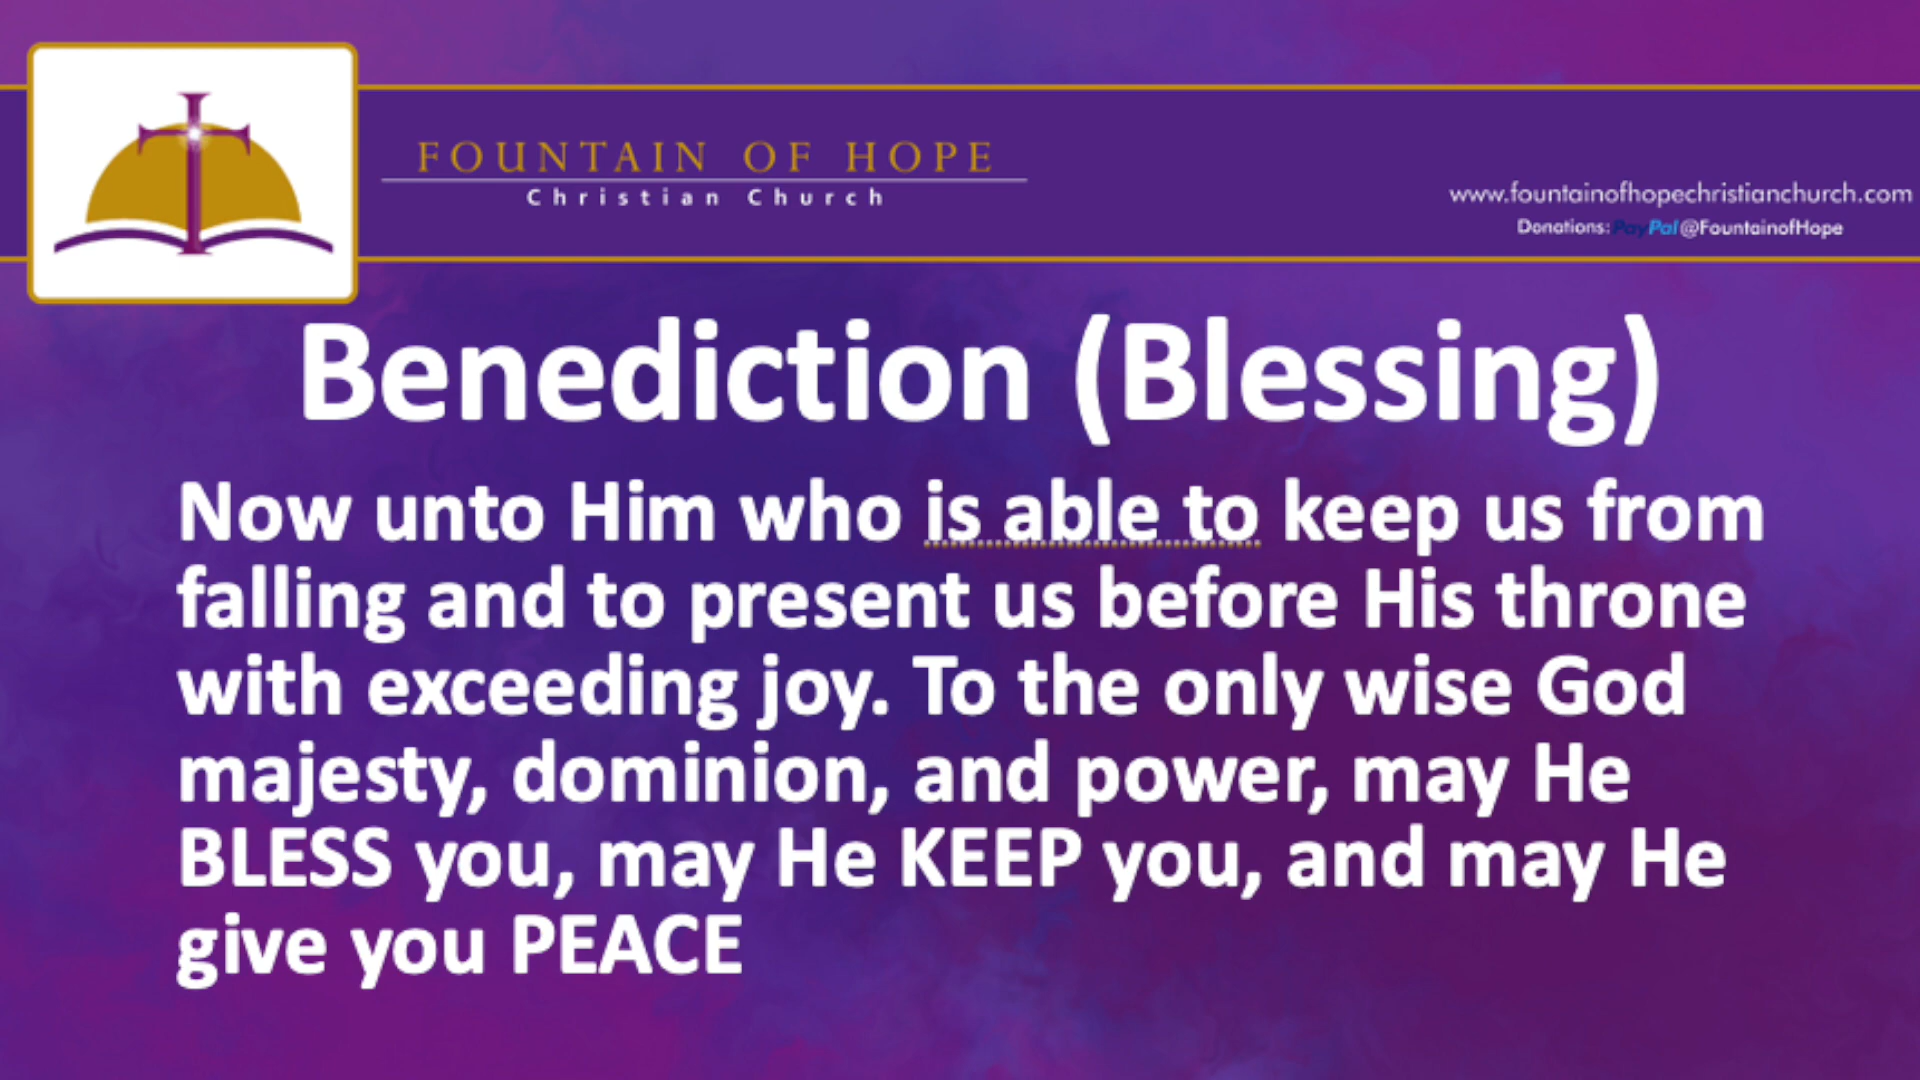 FOUNTAIN OF HOPE
Christian Church
www.fountainofhopechristianchurch.com
Donations: PayPal @FountainofHope
Benediction (Blessing)
Now unto Him who is able to keep us from
falling and to present us before His throne
with exceeding joy. To the only wise God
majesty, dominion, and power, may He
BLESS you, may He KEEP you, and may He
give you PEACE